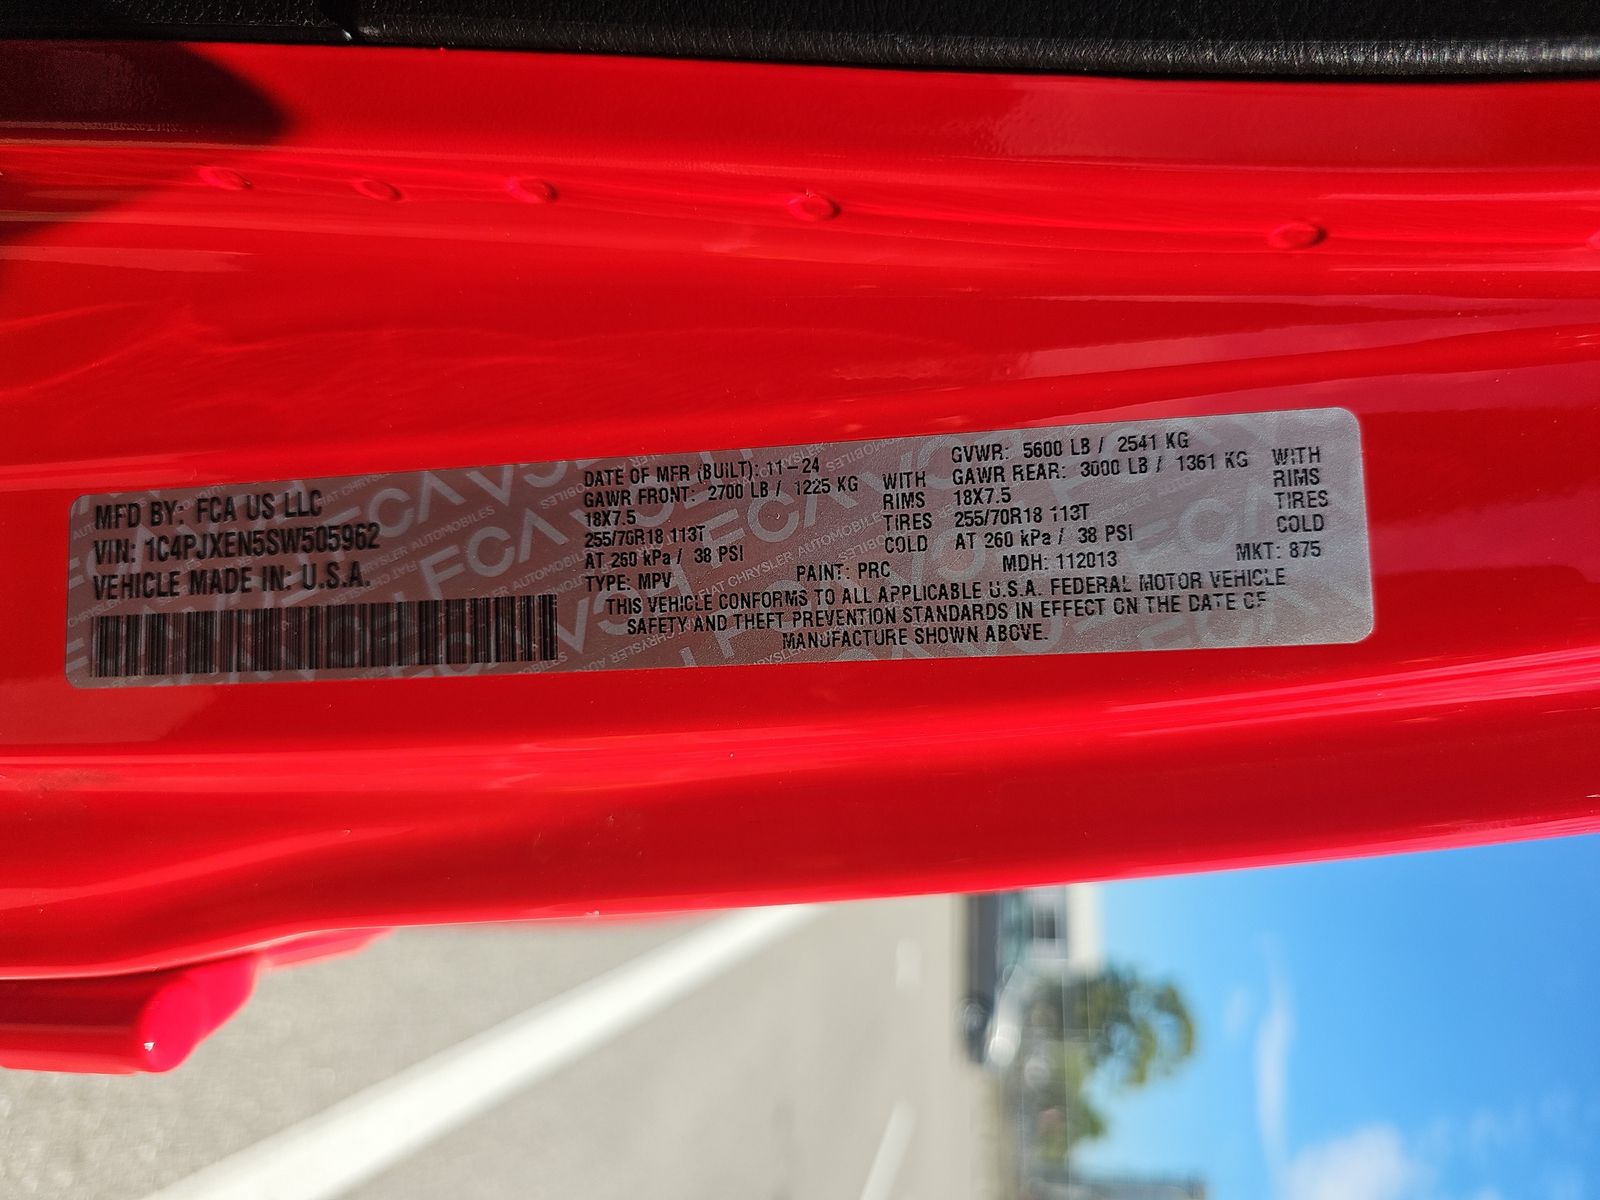 MFD BY: FCA US LLC
VIN: 1C4PJXEN5SW505962
VEHICLE MADE IN: U.S.A.
DATE OF MFR (BUILT): 11-24
GAWR FRONT: 2700 LB / 1225 KG WITH
18X7.5 RIMS
255/70R18 113T TIRES
AT 260 kPa / 38 PSI COLD
GVWR: 5600 LB / 2541 KG
GAWR REAR: 3000 LB / 1361 KG WITH
18X7.5 RIMS
255/70R18 113T TIRES
AT 260 kPa / 38 PSI COLD
TYPE: MPV PAINT: PRC MDH: 112013 MKT: 875
THIS VEHICLE CONFORMS TO ALL APPLICABLE U.S.A. FEDERAL MOTOR VEHICLE
SAFETY AND THEFT PREVENTION STANDARDS IN EFFECT ON THE DATE OF
MANUFACTURE SHOWN ABOVE.